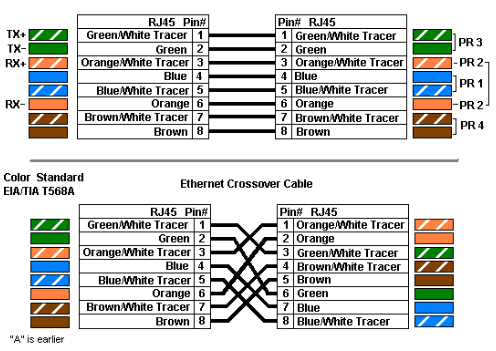 RJ45 Pin# Pin# RJ45
TX+ Green/White Tracer 1 1 Green/White Tracer
TX- Green 2 2 Green PR 3
RX+ Orange/White Tracer 3 3 Orange/White Tracer PR 2
Blue 4 4 Blue
Blue/White Tracer 5 5 Blue/White Tracer PR 1
RX- Orange 6 6 Orange PR 2
Brown/White Tracer 7 7 Brown/White Tracer
Brown 8 8 Brown PR 4
Color Standard
EIA/TIA T568A
Ethernet Crossover Cable
RJ45 Pin# Pin# RJ45
Green/White Tracer 1 1 Orange/White Tracer
Green 2 2 Orange
Orange/White Tracer 3 3 Green/White Tracer
Blue 4 4 Brown/White Tracer
Blue/White Tracer 5 5 Brown
Orange 6 6 Green
Brown/White Tracer 7 7 Blue
Brown 8 8 Blue/White Tracer
"A" is earlier